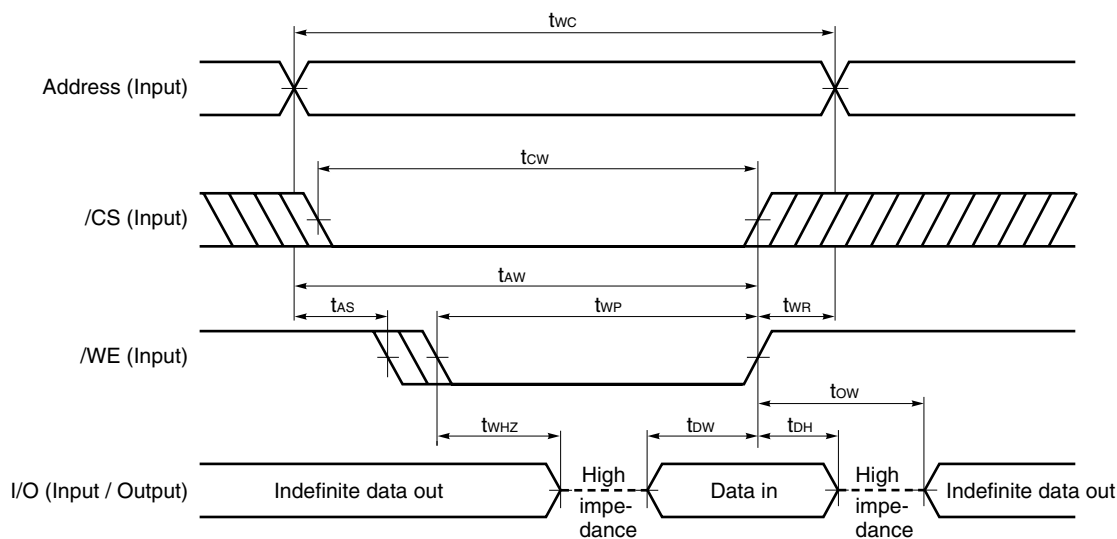 tWC
Address (Input)
tCW
/CS (Input)
tAW
tAS
tWP
tWR
/WE (Input)
tOW
tWHZ
tDW
tDH
I/O (Input / Output)
Indefinite data out
High
impe-
dance
Data in
High
impe-
dance
Indefinite data out